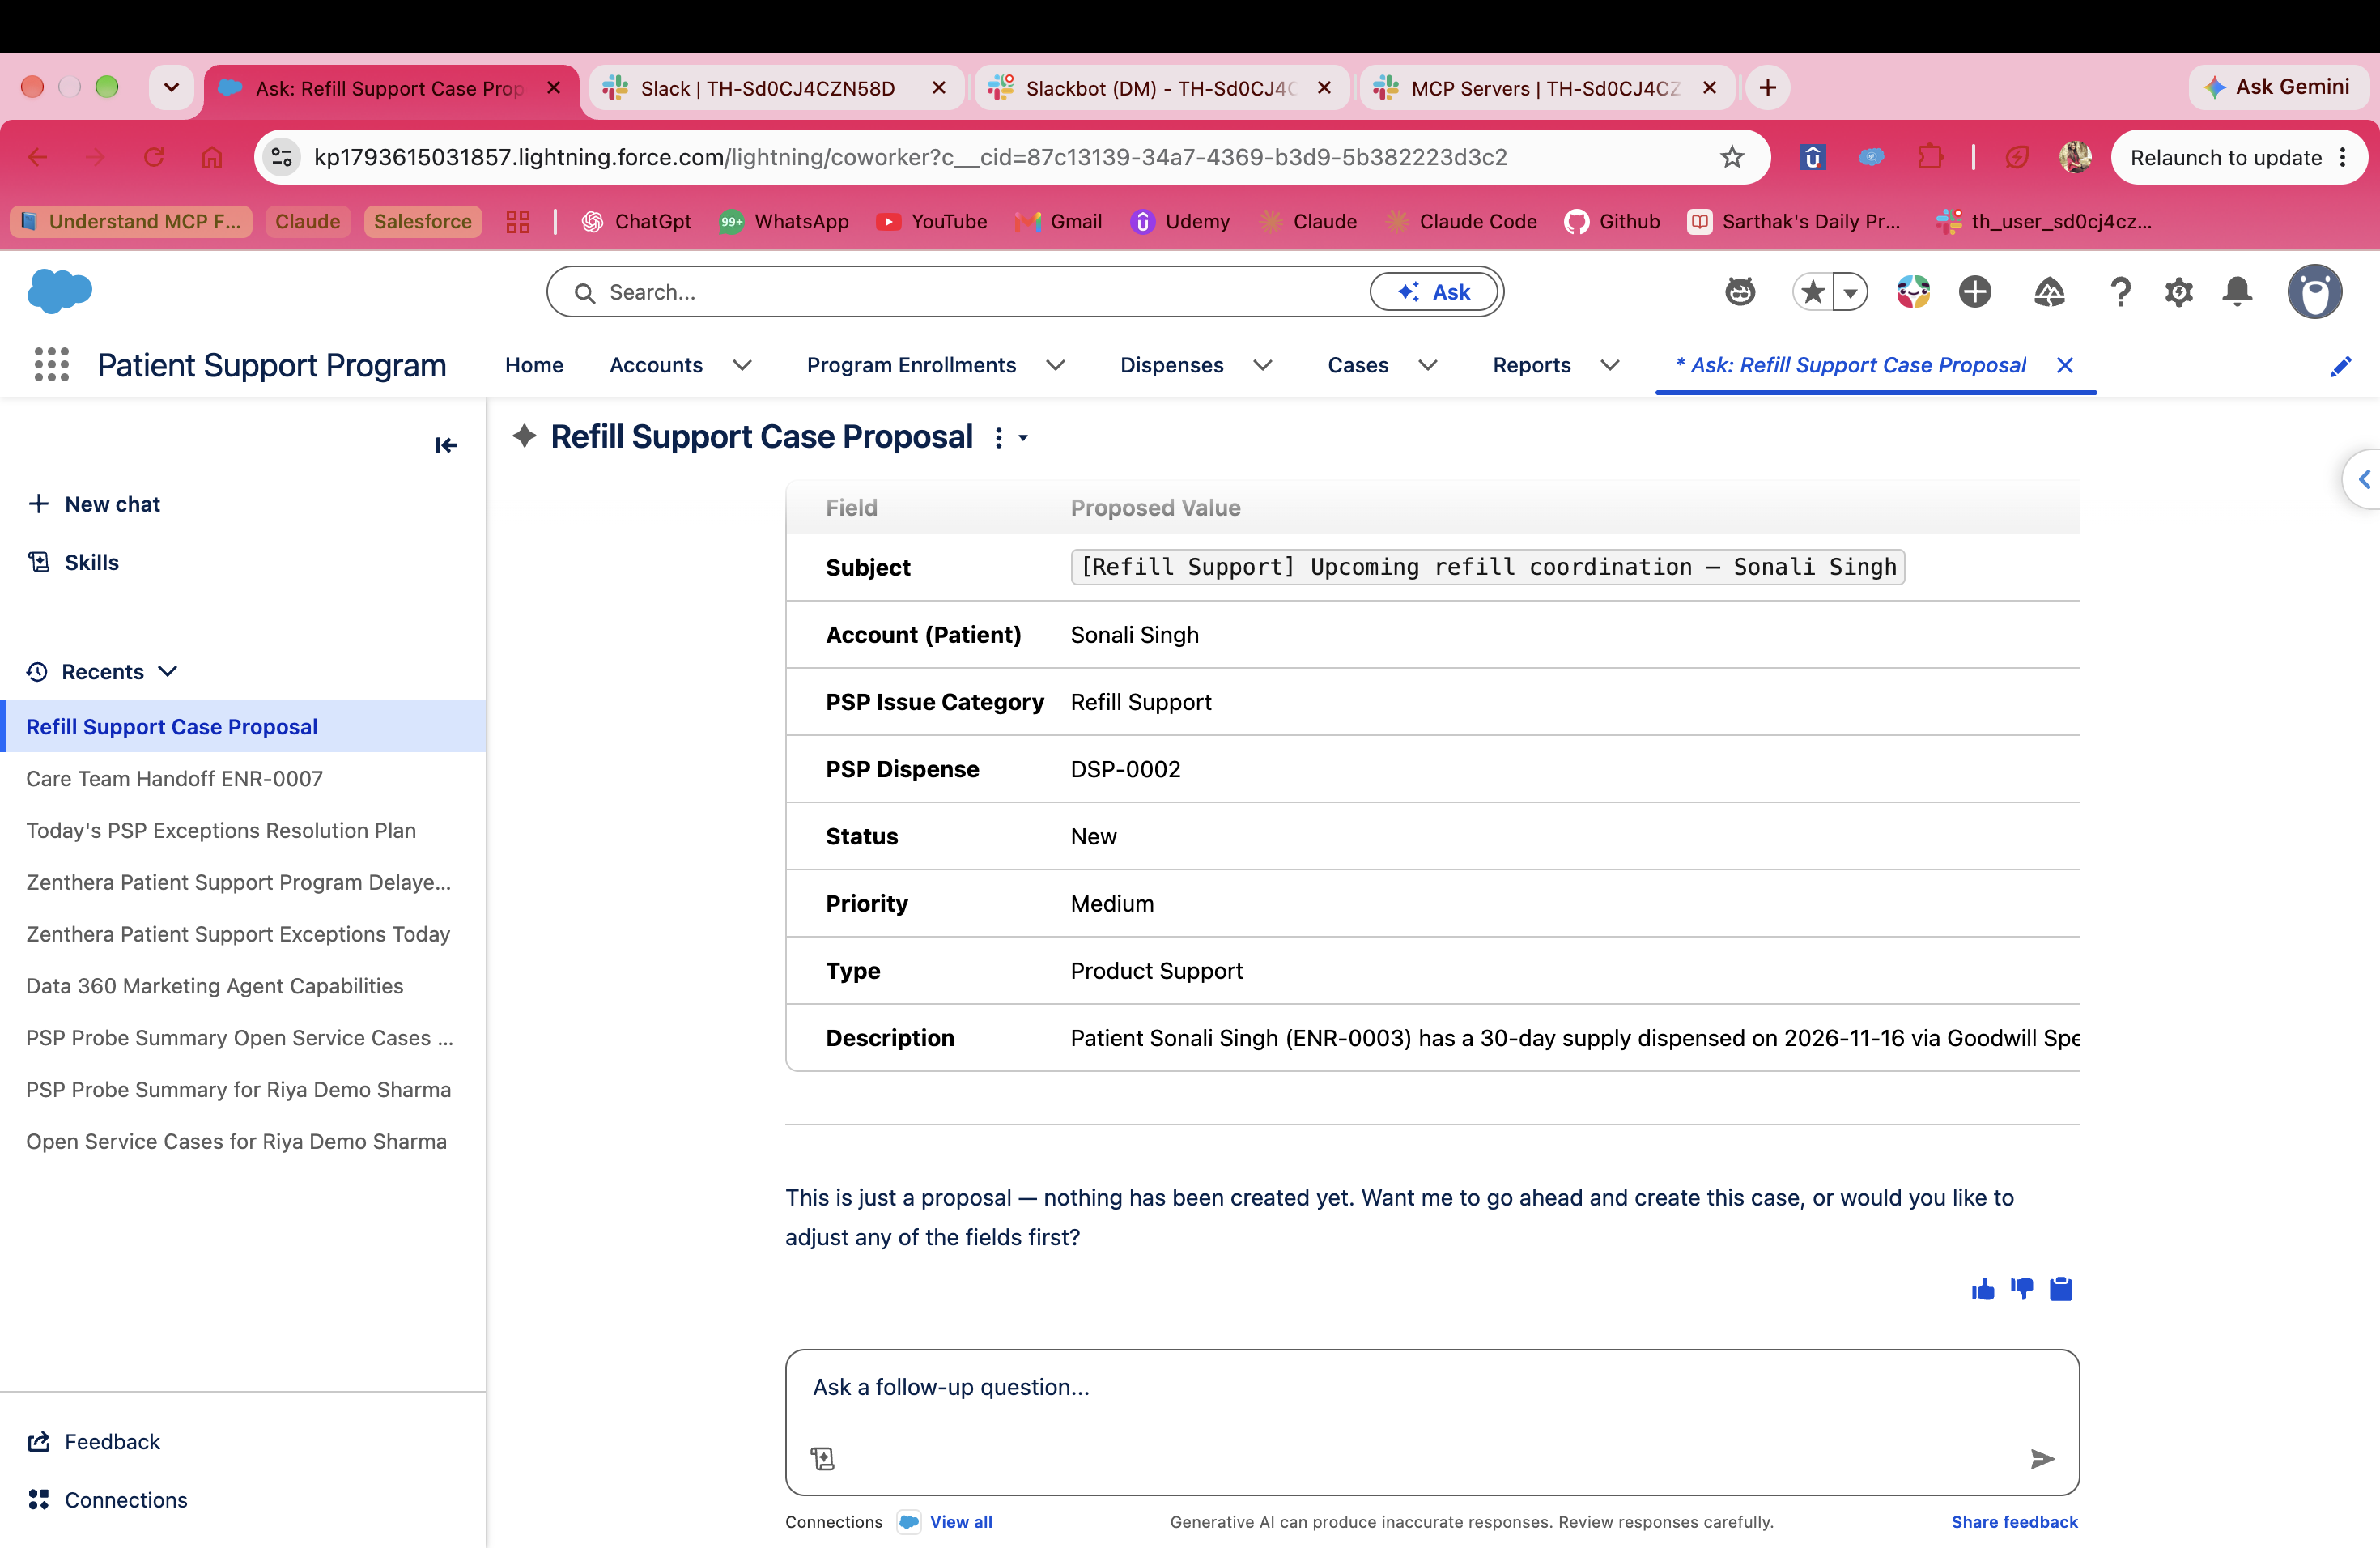 Ask: Refill Support Case Prop
Slack | TH-Sd0CJ4CZN58D
Slackbot (DM) - TH-Sd0CJ4C
MCP Servers | TH-Sd0CJ4CZ
Ask Gemini
kp1793615031857.lightning.force.com/lightning/coworker?c__cid=87c13139-34a7-4369-b3d9-5b382223d3c2
Relaunch to update
Understand MCP F...
Claude
Salesforce
ChatGpt
99+
WhatsApp
YouTube
Gmail
Udemy
Claude
Claude Code
Github
Sarthak's Daily Pr...
th_user_sd0cj4cz...
Search...
Ask
Patient Support Program
Home
Accounts
Program Enrollments
Dispenses
Cases
Reports
* Ask: Refill Support Case Proposal
Refill Support Case Proposal
New chat
Skills
Recents
Refill Support Case Proposal
Care Team Handoff ENR-0007
Today's PSP Exceptions Resolution Plan
Zenthera Patient Support Program Delaye...
Zenthera Patient Support Exceptions Today
Data 360 Marketing Agent Capabilities
PSP Probe Summary Open Service Cases ...
PSP Probe Summary for Riya Demo Sharma
Open Service Cases for Riya Demo Sharma
Feedback
Connections
Field Proposed Value
Subject [Refill Support] Upcoming refill coordination — Sonali Singh
Account (Patient) Sonali Singh
PSP Issue Category Refill Support
PSP Dispense DSP-0002
Status New
Priority Medium
Type Product Support
Description Patient Sonali Singh (ENR-0003) has a 30-day supply dispensed on 2026-11-16 via Goodwill Spe
This is just a proposal — nothing has been created yet. Want me to go ahead and create this case, or would you like to
adjust any of the fields first?
Ask a follow-up question...
Connections View all
Generative AI can produce inaccurate responses. Review responses carefully.
Share feedback